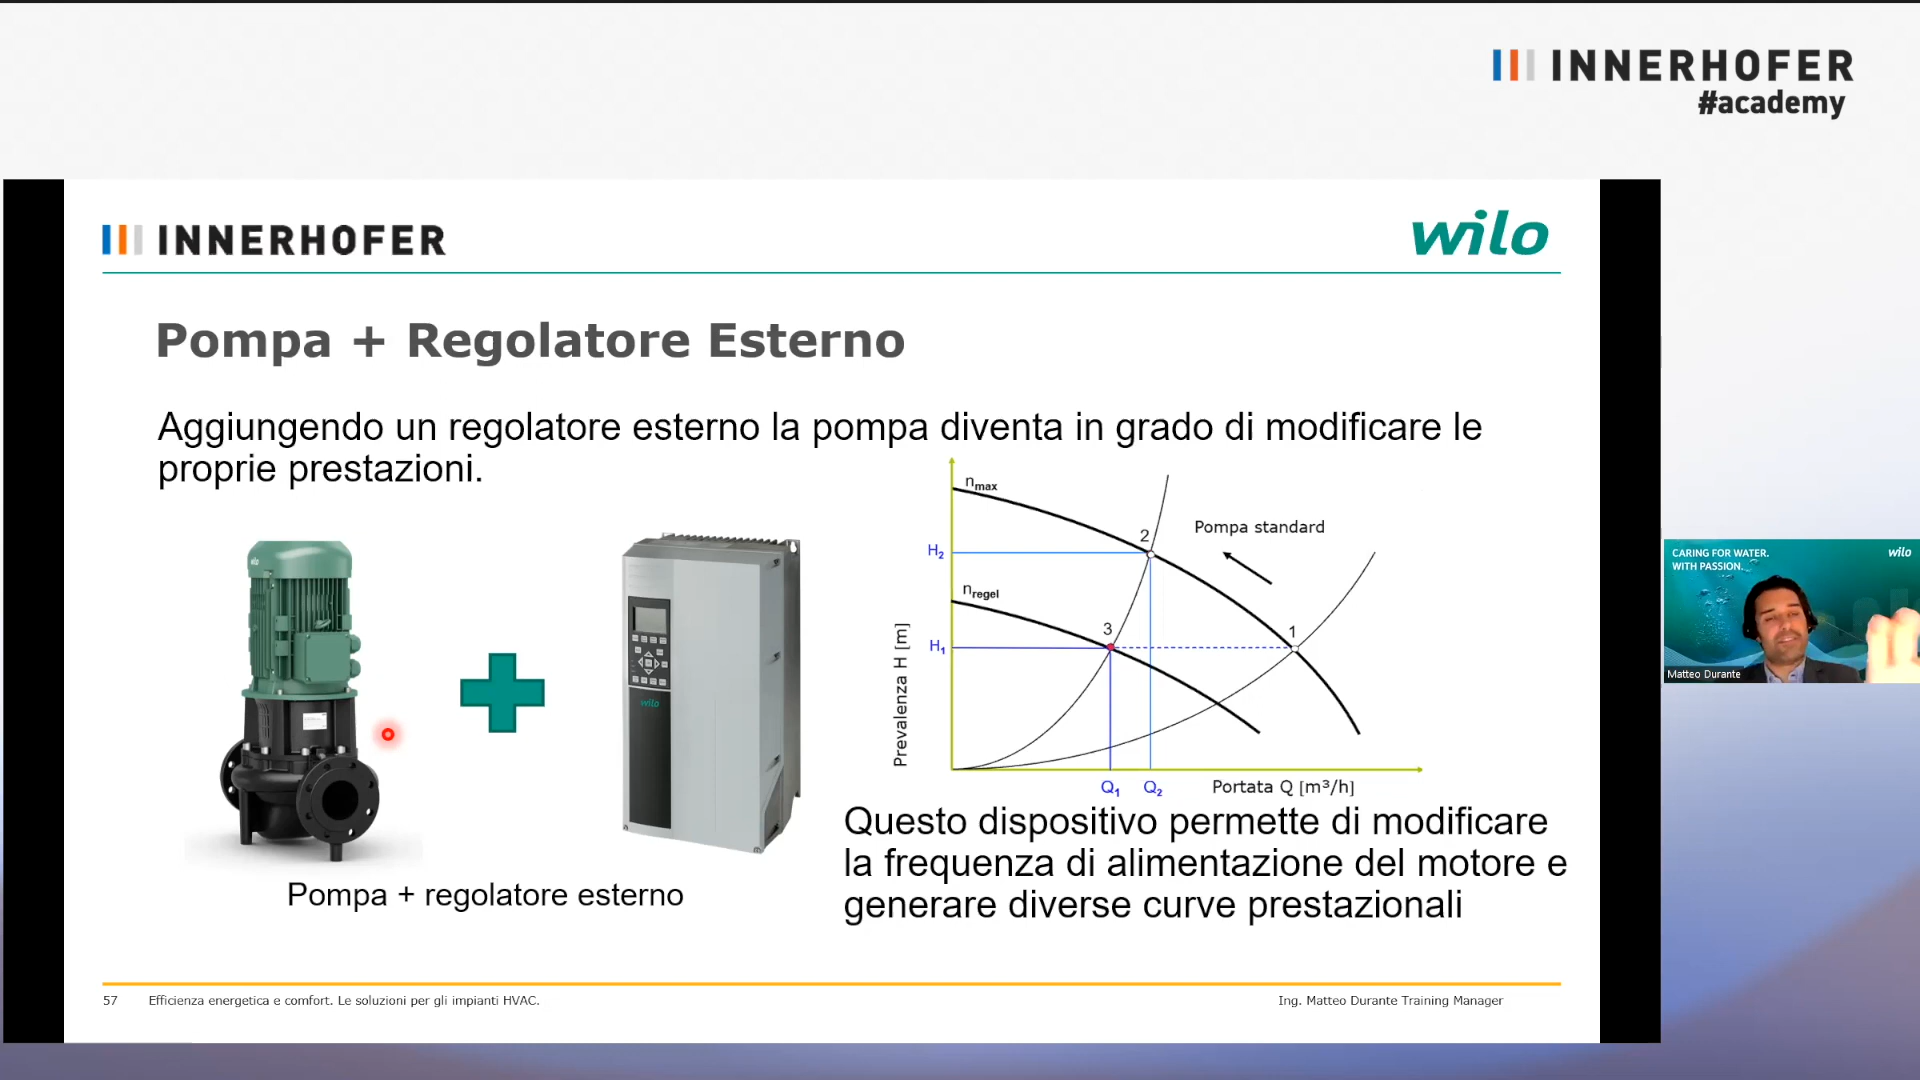 INNERHOFER
#academy
INNERHOFER
wilo
Pompa + Regolatore Esterno
Aggiungendo un regolatore esterno la pompa diventa in grado di modificare le
proprie prestazioni.
nmax
2
Pompa standard
H2
nregel
3
1
H1
Prevalenza H [m]
Q1
Q2
Portata Q [m³/h]
wilo
Pompa + regolatore esterno
Questo dispositivo permette di modificare
la frequenza di alimentazione del motore e
generare diverse curve prestazionali
57
Efficienza energetica e comfort. Le soluzioni per gli impianti HVAC.
Ing. Matteo Durante Training Manager
CARING FOR WATER.
WITH PASSION.
wilo
Matteo Durante